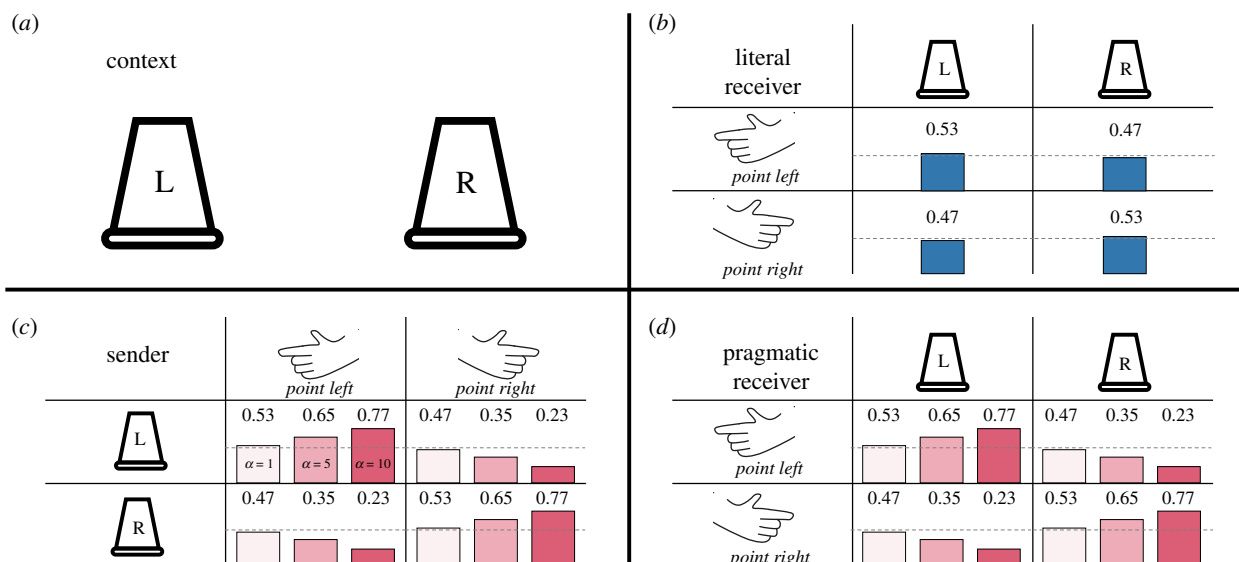 (a)
context
L R
(b)
literal
receiver
L R
0.53 0.47
point left
0.47 0.53
point right
(c)
sender
point left point right
L
0.53 0.65 0.77 0.47 0.35 0.23
α = 1 α = 5 α = 10
R
0.47 0.35 0.23 0.53 0.65 0.77
(d)
pragmatic
receiver
L R
0.53 0.65 0.77 0.47 0.35 0.23
point left
0.47 0.35 0.23 0.53 0.65 0.77
point right